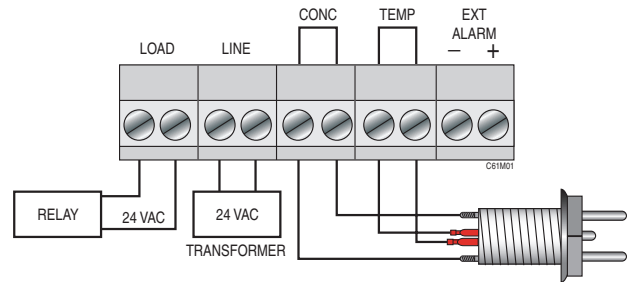 CONC TEMP EXT
LOAD LINE ALARM
− +
C61M01
RELAY 24 VAC 24 VAC
TRANSFORMER